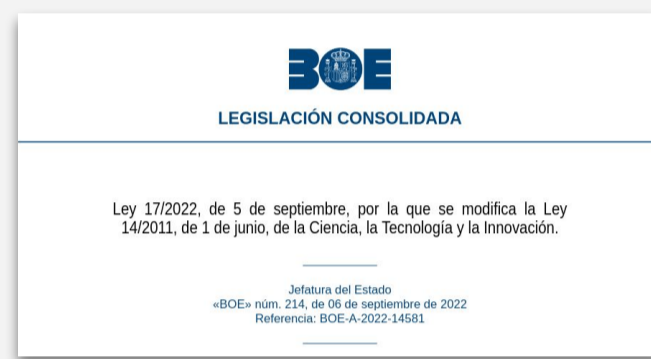 BOE
LEGISLACIÓN CONSOLIDADA
Ley 17/2022, de 5 de septiembre, por la que se modifica la Ley
14/2011, de 1 de junio, de la Ciencia, la Tecnología y la Innovación.
Jefatura del Estado
«BOE» núm. 214, de 06 de septiembre de 2022
Referencia: BOE-A-2022-14581